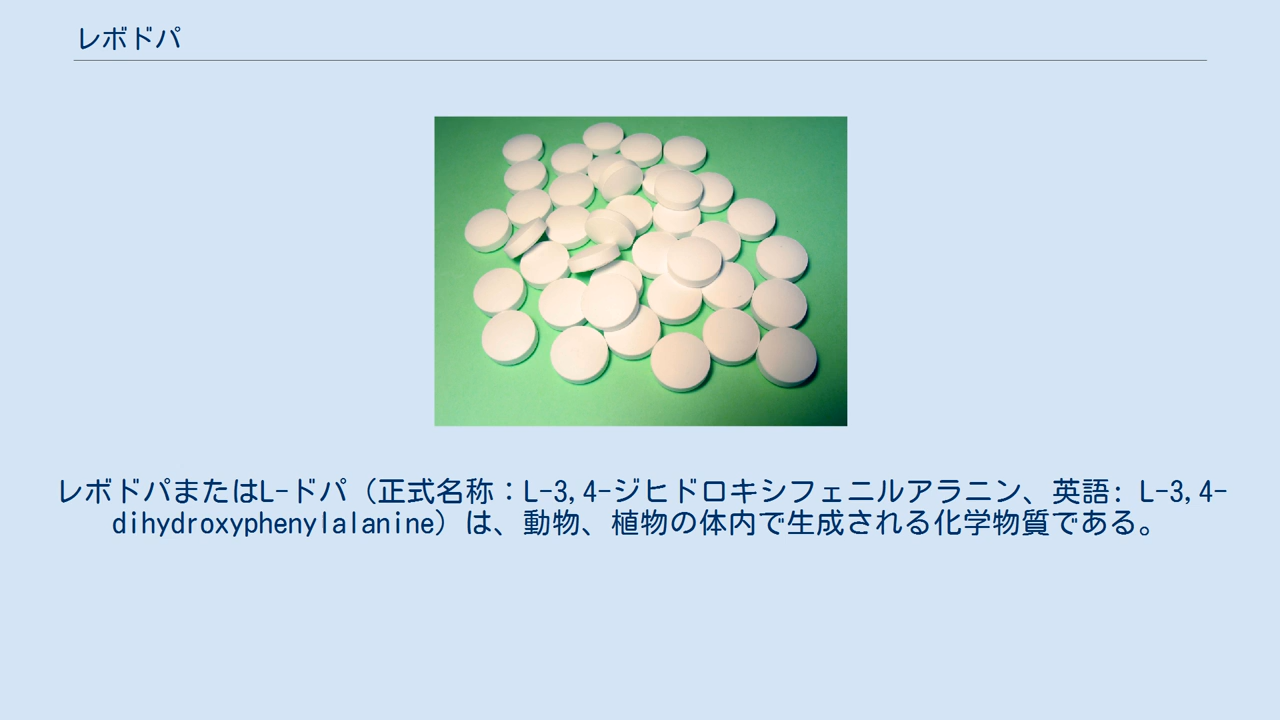 レボドパ
レボドパまたはL-ドパ（正式名称：L-3,4-ジヒドロキシフェニルアラニン、英語: L-3,4-
dihydroxyphenylalanine）は、動物、植物の体内で生成される化学物質である。